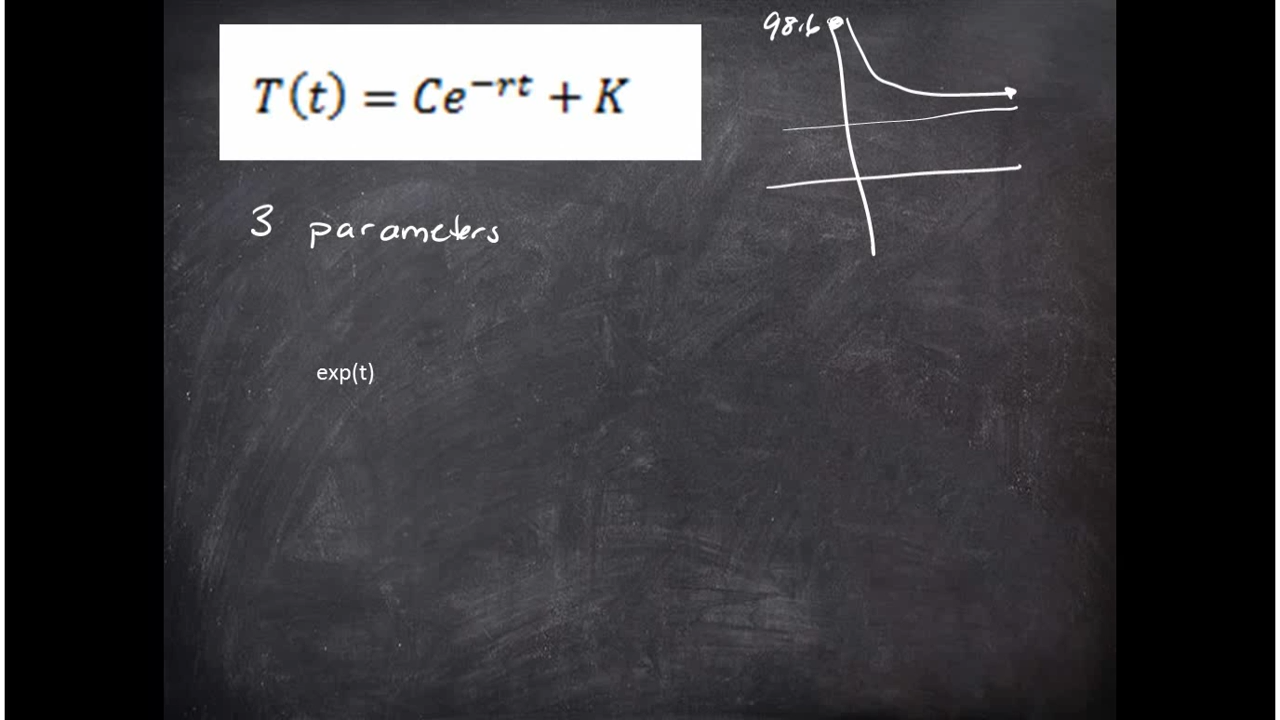 98.6
T(t) = Ce^{-rt} + K
3 parameters
exp(t)